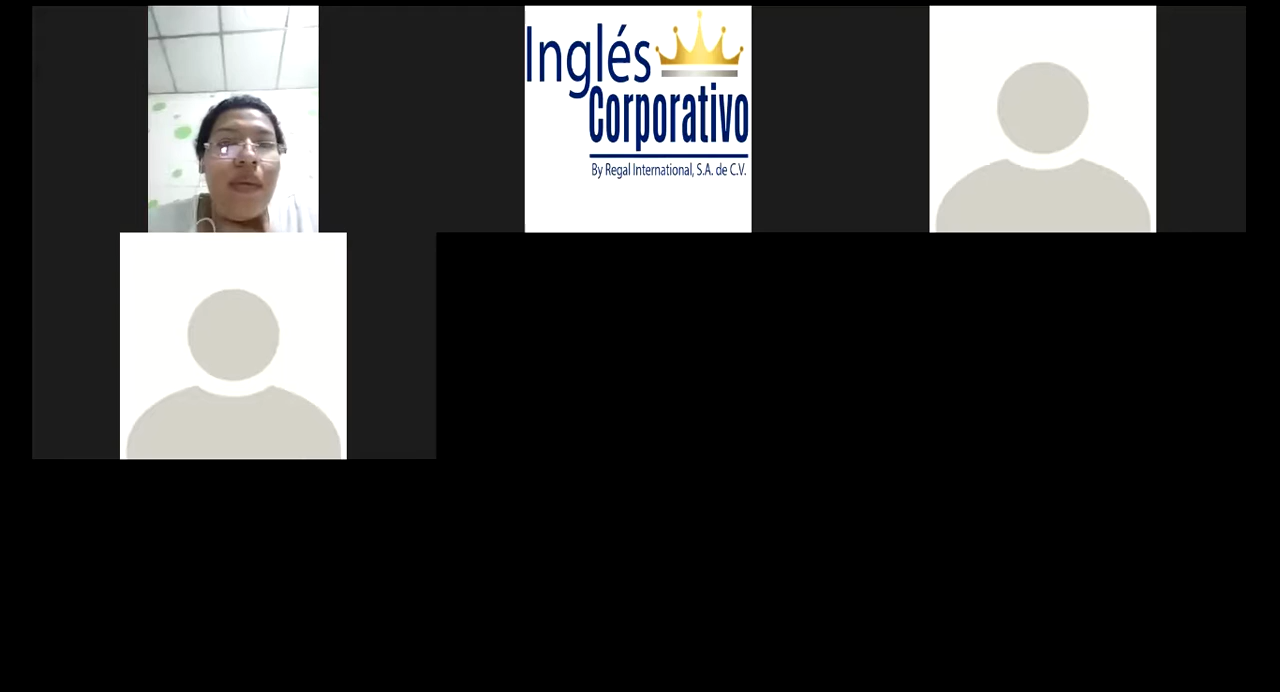 Inglés
Corporativo
By Regal International, S.A. de C.V.